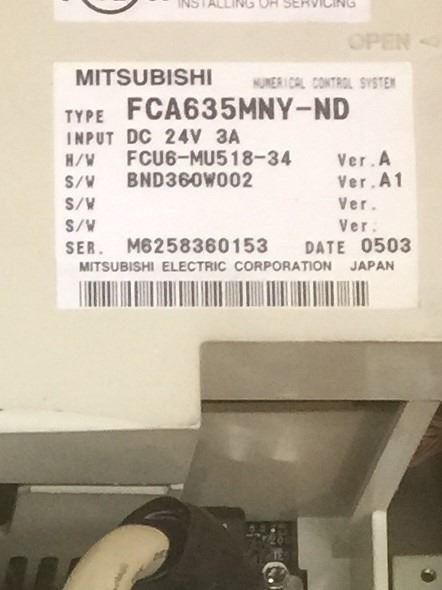 INSTALLING OR SERVICING
OPEN
MITSUBISHI NUMERICAL CONTROL SYSTEM
TYPE FCA635MNY-ND
INPUT DC 24V 3A
H/W FCU6-MU518-34 Ver.A
S/W BND360W002 Ver.A1
S/W Ver.
S/W Ver.
SER. M6258360153 DATE 0503
MITSUBISHI ELECTRIC CORPORATION JAPAN